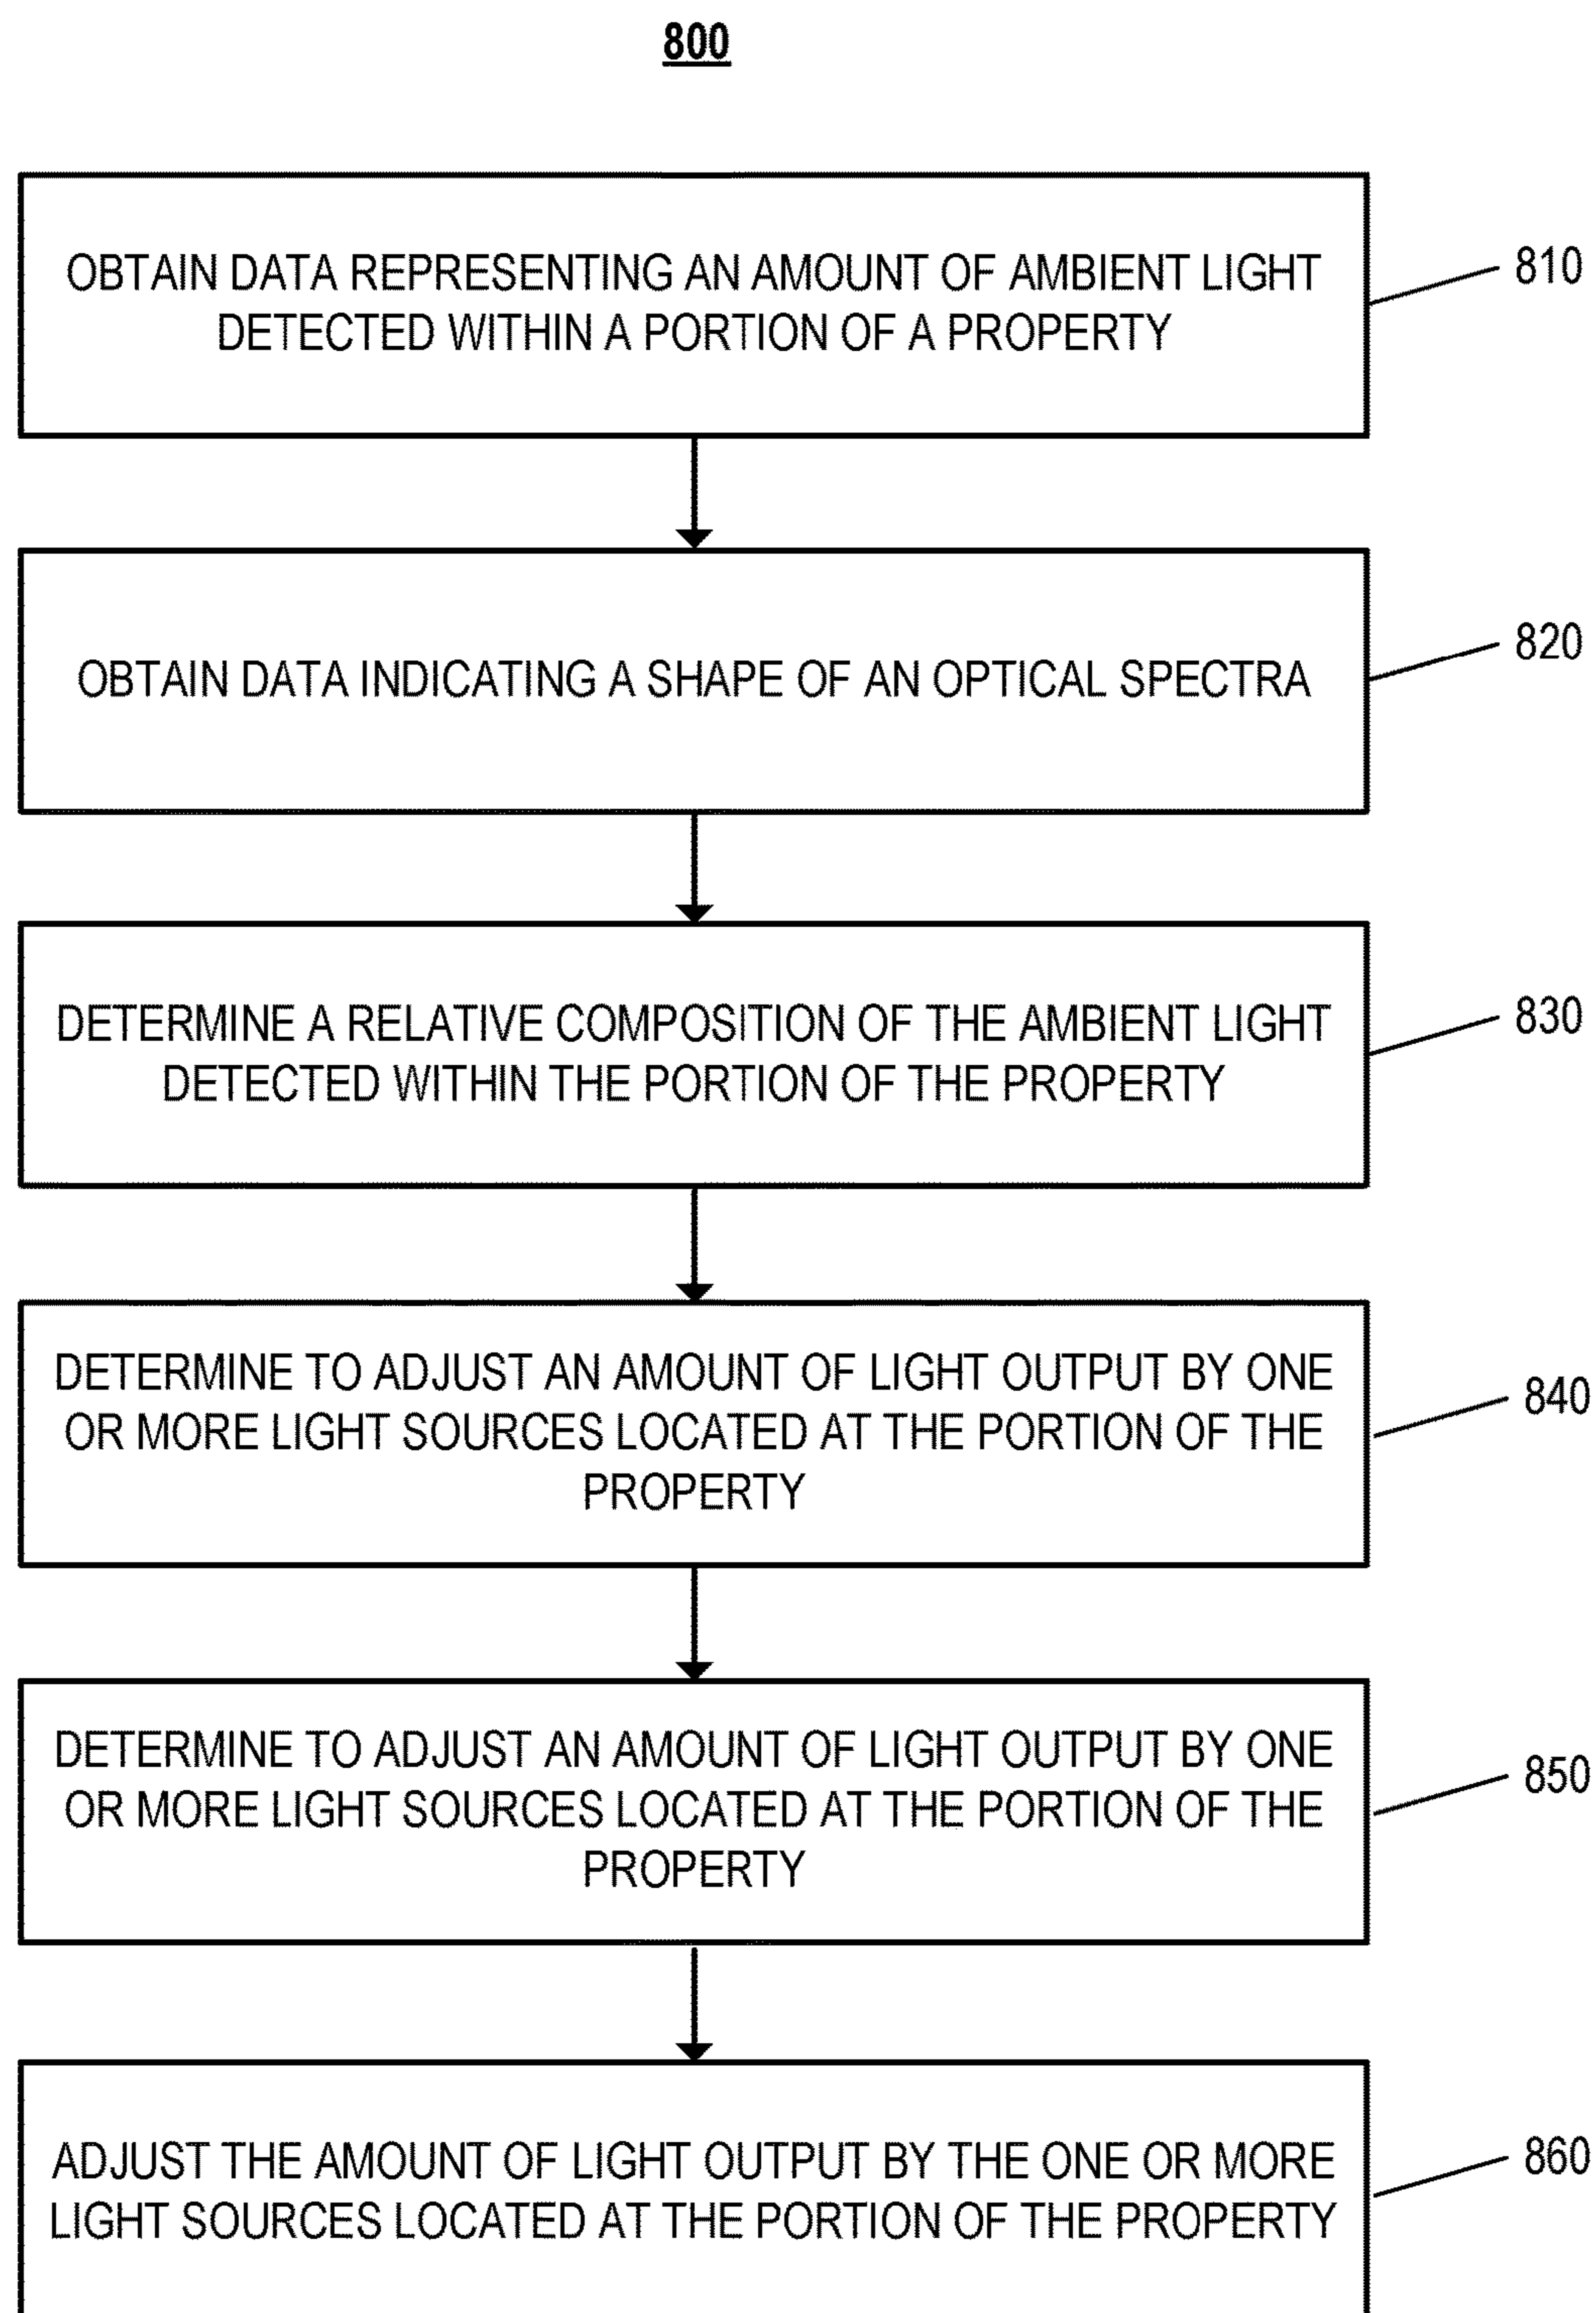 800
OBTAIN DATA REPRESENTING AN AMOUNT OF AMBIENT LIGHT
DETECTED WITHIN A PORTION OF A PROPERTY
810
OBTAIN DATA INDICATING A SHAPE OF AN OPTICAL SPECTRA
820
DETERMINE A RELATIVE COMPOSITION OF THE AMBIENT LIGHT
DETECTED WITHIN THE PORTION OF THE PROPERTY
830
DETERMINE TO ADJUST AN AMOUNT OF LIGHT OUTPUT BY ONE
OR MORE LIGHT SOURCES LOCATED AT THE PORTION OF THE
PROPERTY
840
DETERMINE TO ADJUST AN AMOUNT OF LIGHT OUTPUT BY ONE
OR MORE LIGHT SOURCES LOCATED AT THE PORTION OF THE
PROPERTY
850
ADJUST THE AMOUNT OF LIGHT OUTPUT BY THE ONE OR MORE
LIGHT SOURCES LOCATED AT THE PORTION OF THE PROPERTY
860